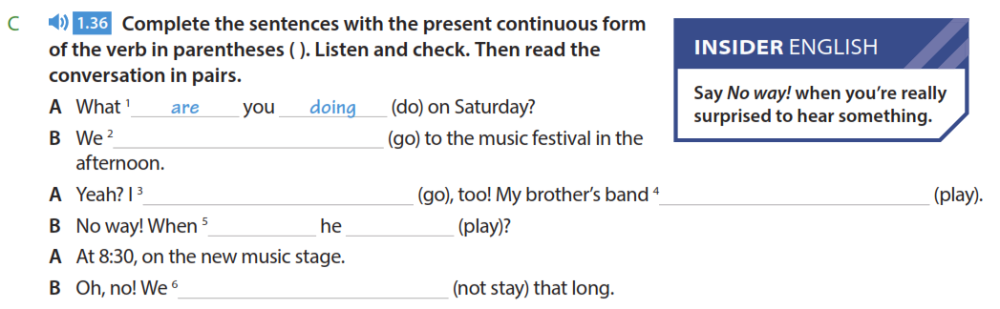 C 1.36 Complete the sentences with the present continuous form
of the verb in parentheses ( ). Listen and check. Then read the
conversation in pairs.
A What ¹ are you doing (do) on Saturday?
B We ² (go) to the music festival in the
afternoon.
A Yeah? I ³ (go), too! My brother’s band ⁴ (play).
B No way! When ⁵ he (play)?
A At 8:30, on the new music stage.
B Oh, no! We ⁶ (not stay) that long.
INSIDER ENGLISH
Say No way! when you’re really
surprised to hear something.